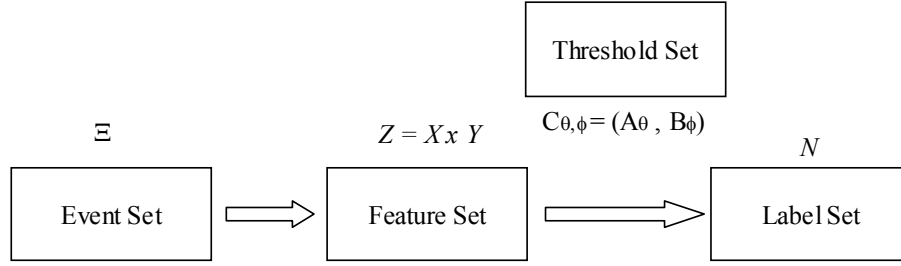 Threshold Set
Cθ,ϕ = (Aθ , Bϕ)
Ξ
Z = X x Y
N
Event Set
Feature Set
Label Set